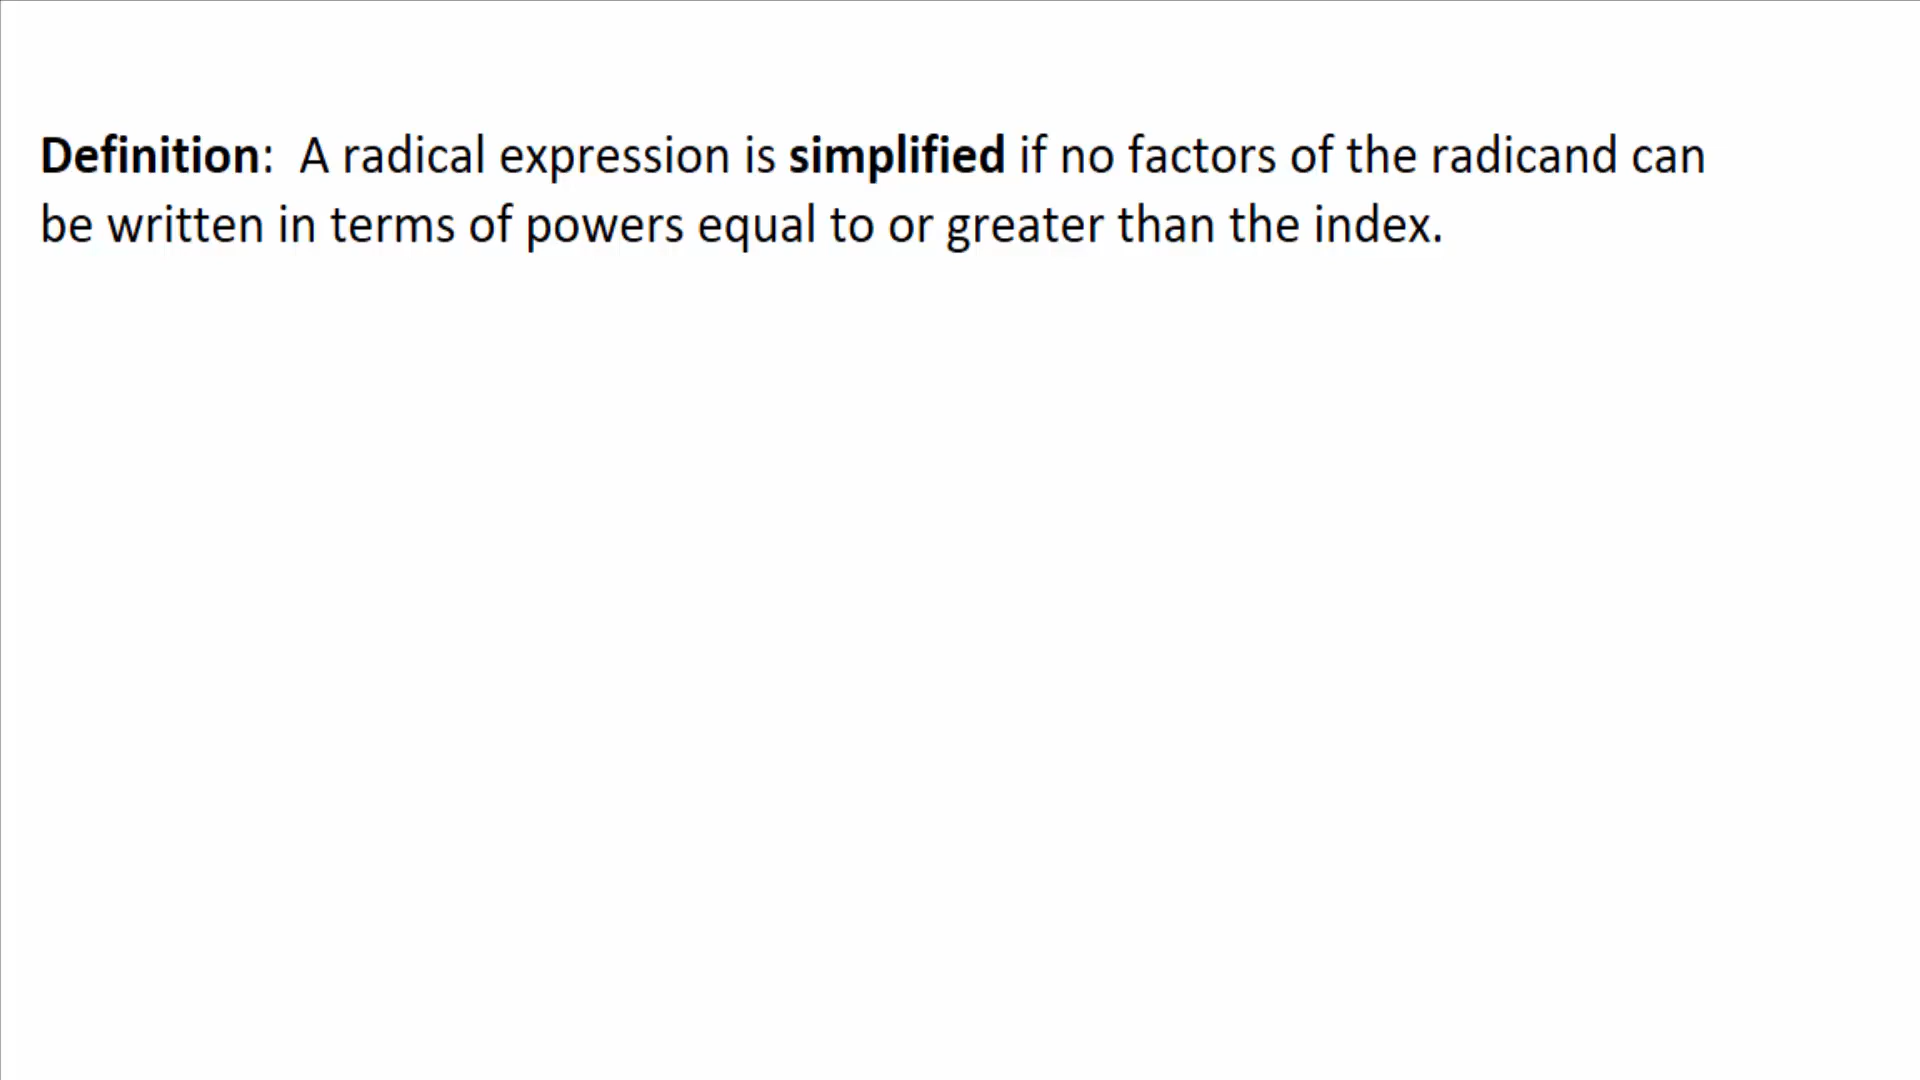 Definition:  A radical expression is simplified if no factors of the radicand can
be written in terms of powers equal to or greater than the index.